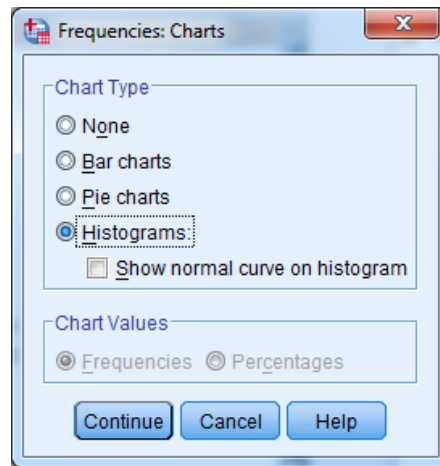 Frequencies: Charts
Chart Type
None
Bar charts
Pie charts
Histograms:
Show normal curve on histogram
Chart Values
Frequencies Percentages
Continue Cancel Help